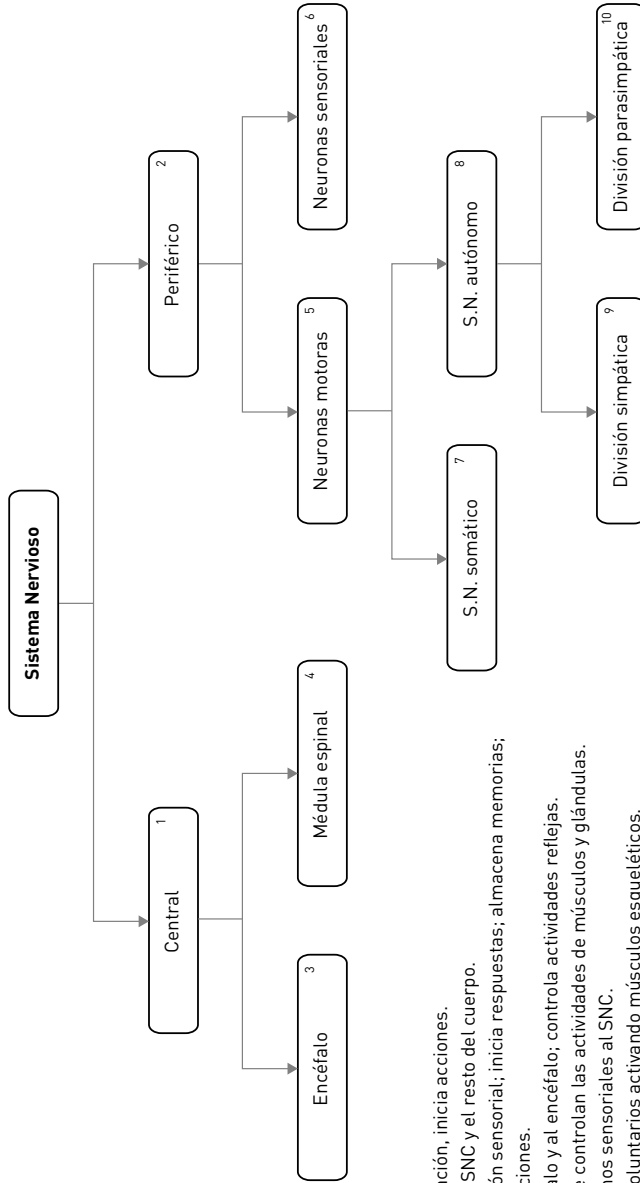 Sistema Nervioso
Central
1
Periférico
2
Encéfalo
3
Médula espinal
4
Neuronas motoras
5
Neuronas sensoriales
6
S.N. somático
7
S.N. autónomo
8
División simpática
9
División parasimpática
10
ación, inicia acciones.
SNC y el resto del cuerpo.
ón sensorial; inicia respuestas; almacena memorias;
ciones.
alo y al encéfalo; controla actividades reflejas.
e controlan las actividades de músculos y glándulas.
nos sensoriales al SNC.
oluntarios activando músculos esqueléticos.